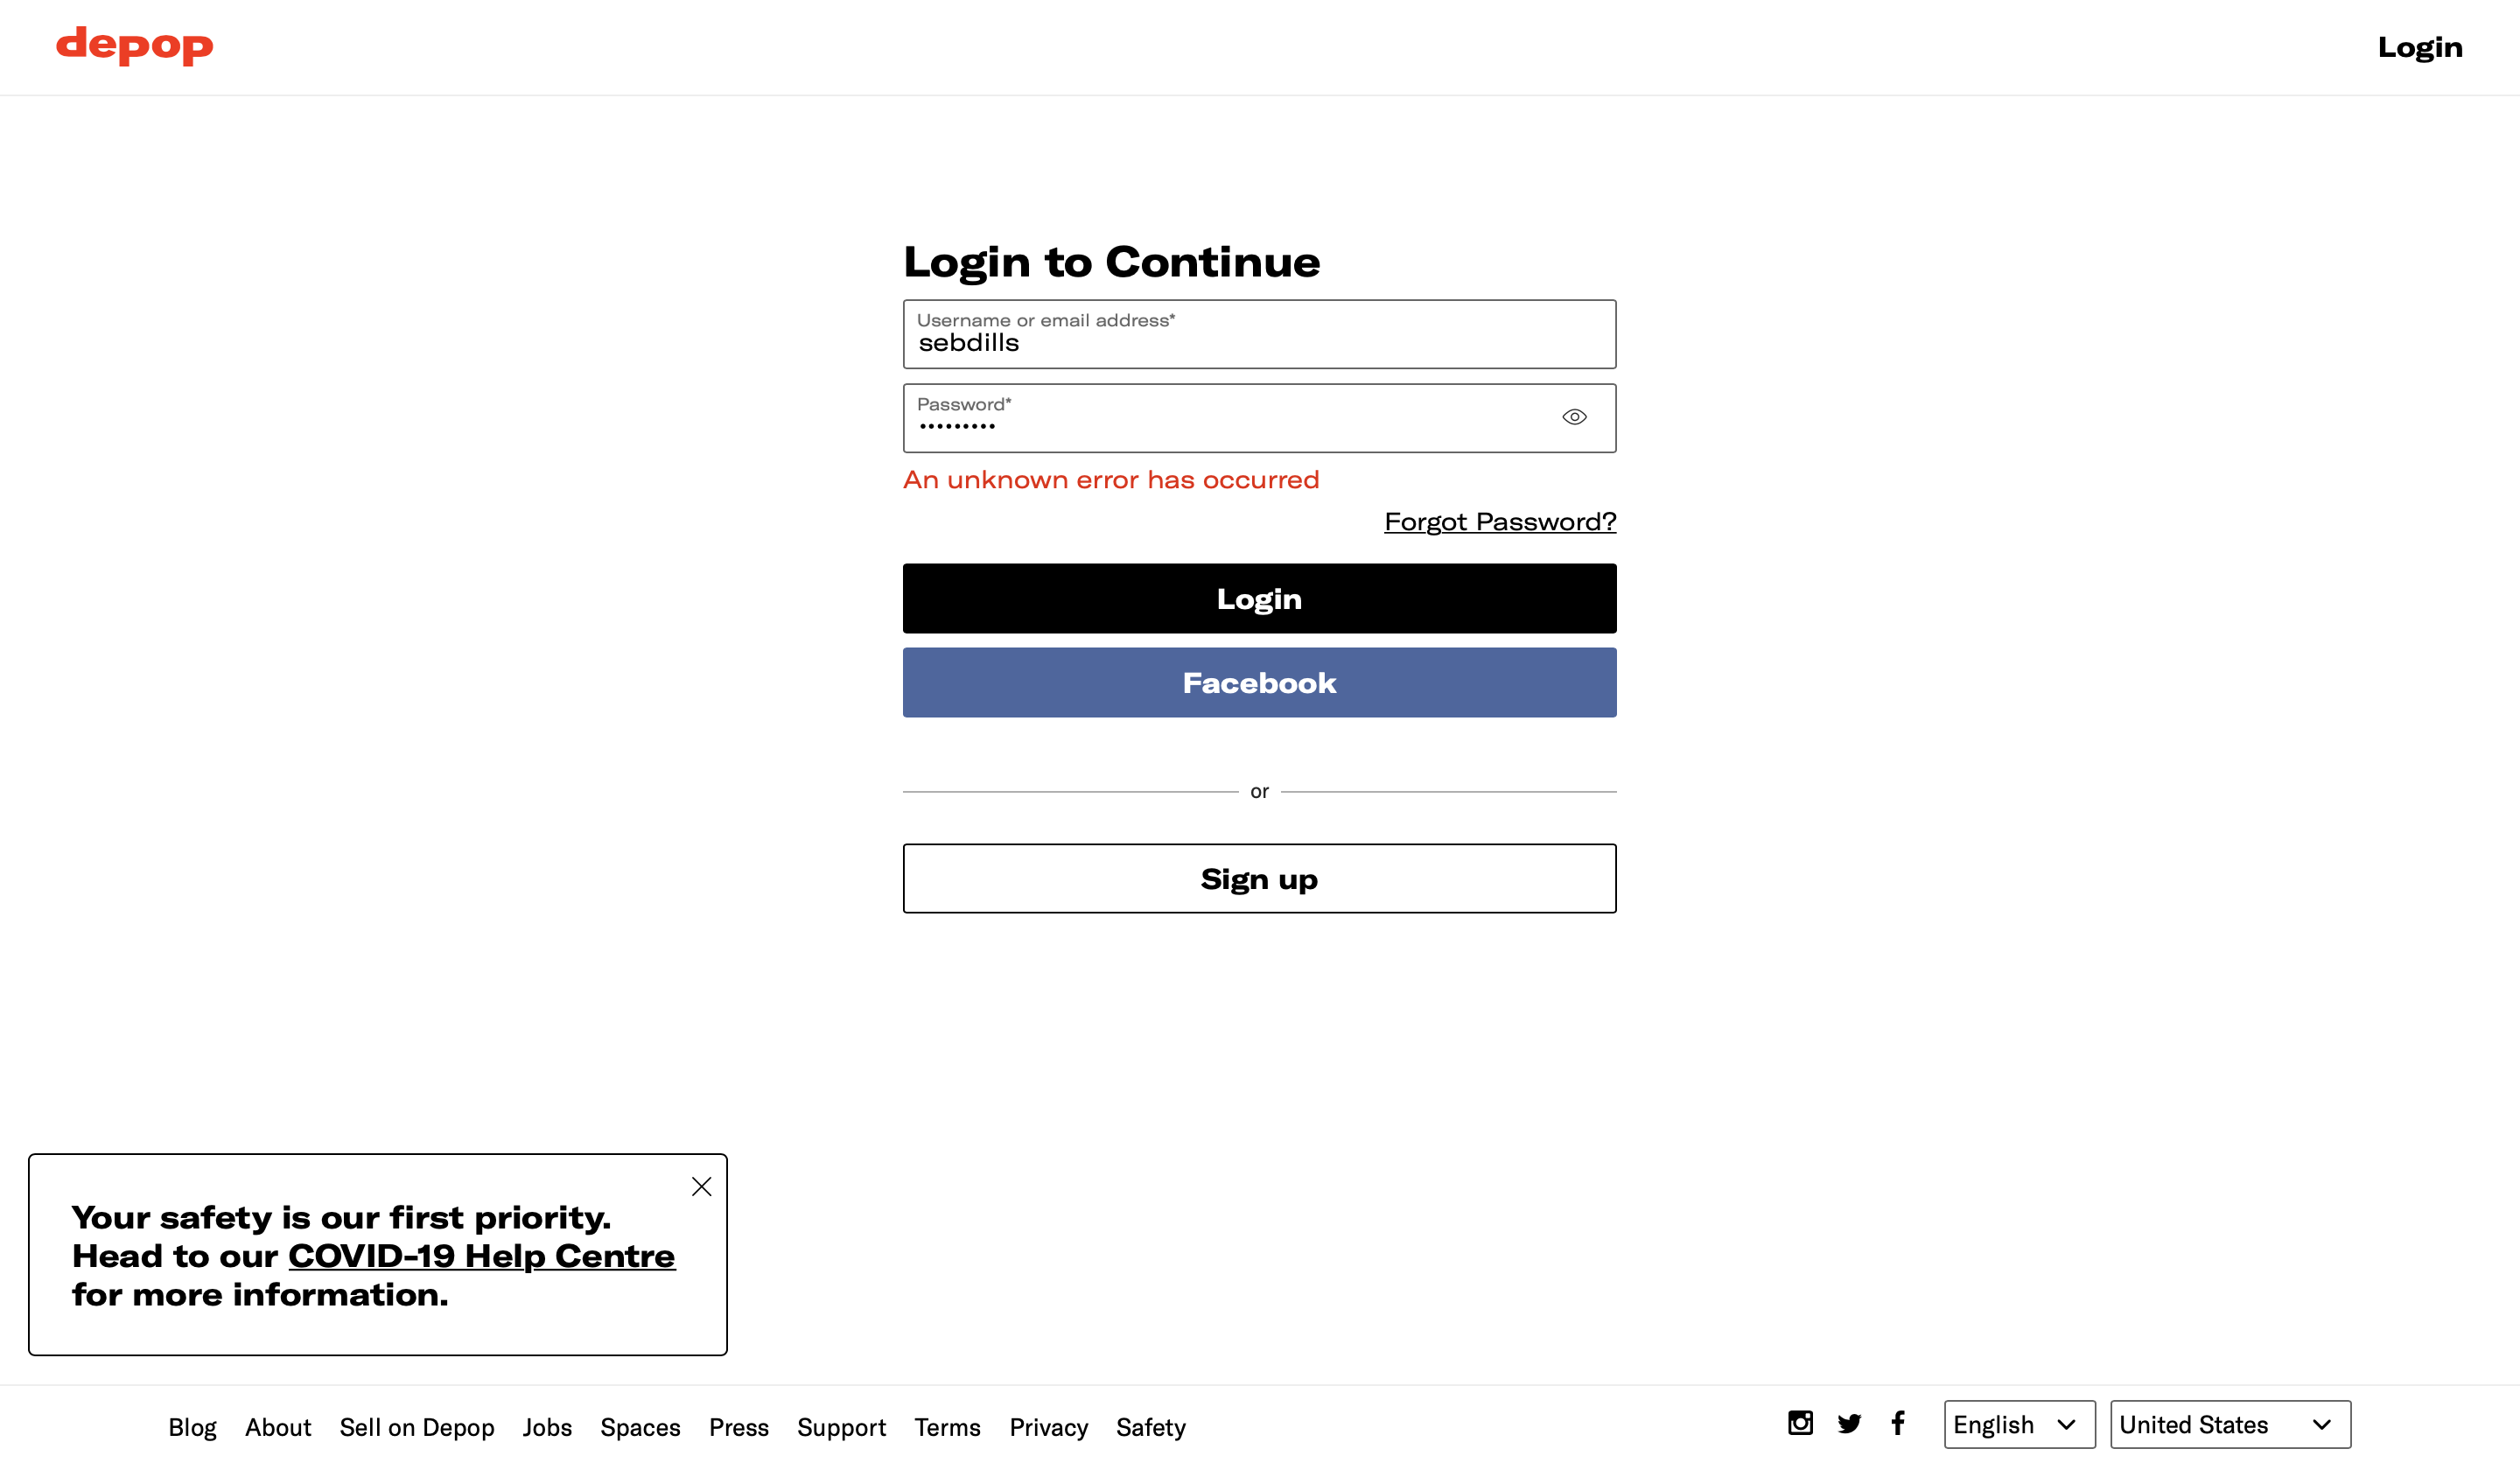 depop
Login
Login to Continue
Username or email address*
sebdills
Password*
•••••••••
An unknown error has occurred
Forgot Password?
Login
Facebook
or
Sign up
Your safety is our first priority.
Head to our COVID-19 Help Centre
for more information.
Blog About Sell on Depop Jobs Spaces Press Support Terms Privacy Safety
English United States